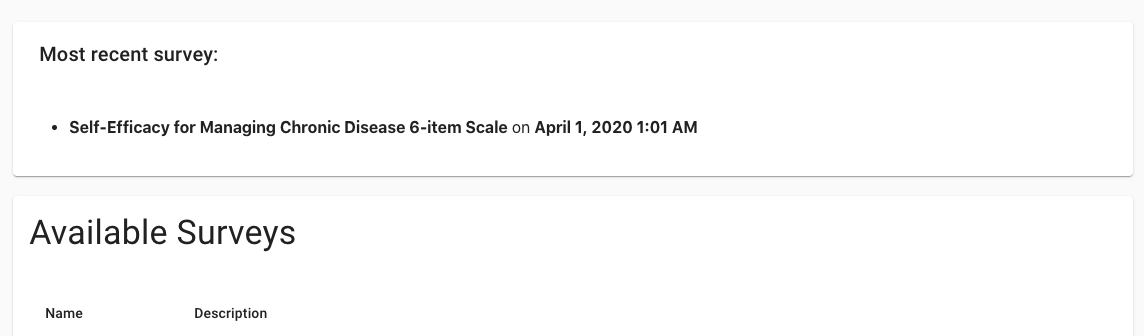 Most recent survey:
Self-Efficacy for Managing Chronic Disease 6-item Scale on April 1, 2020 1:01 AM
Available Surveys
Name Description